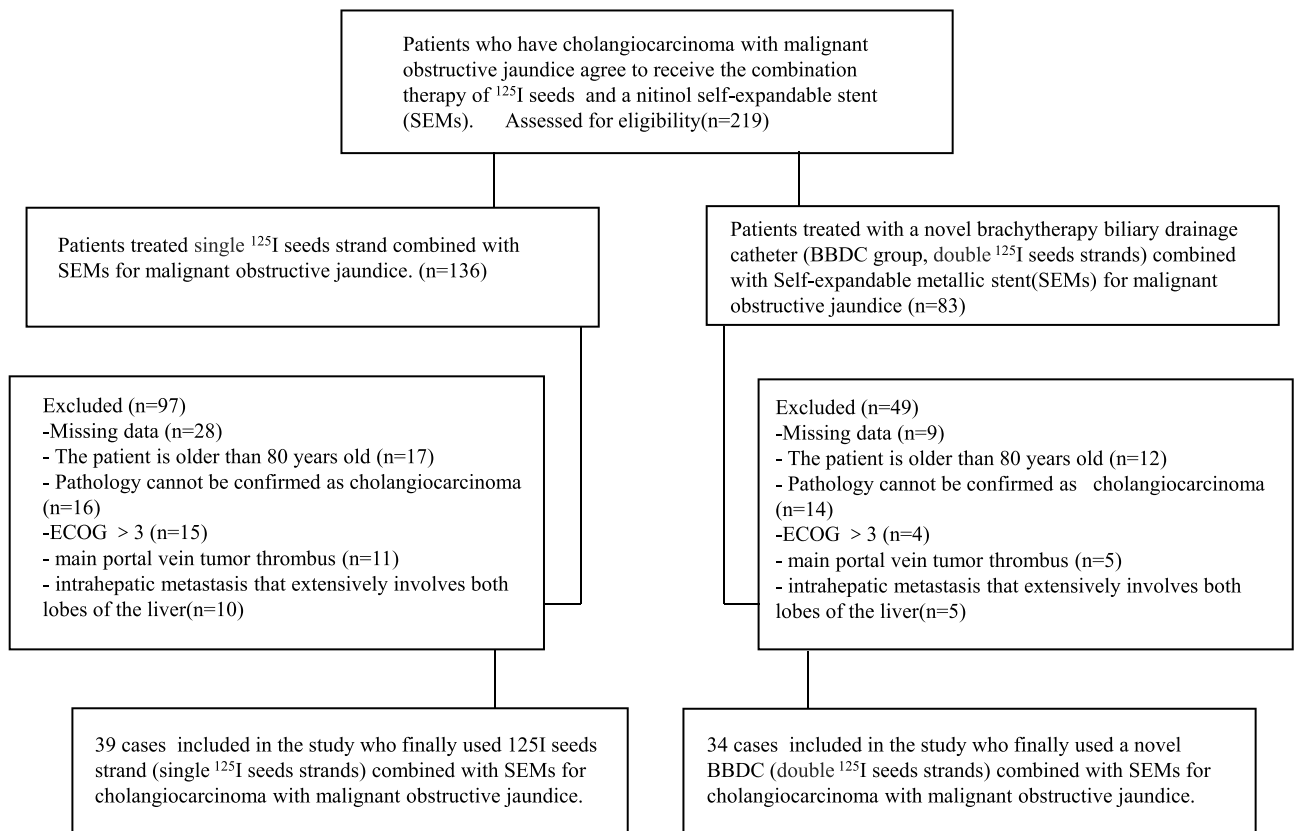 Patients who have cholangiocarcinoma with malignant
obstructive jaundice agree to receive the combination
therapy of ¹²⁵I seeds and a nitinol self-expandable stent
(SEMs). Assessed for eligibility(n=219)
Patients treated single ¹²⁵I seeds strand combined with
SEMs for malignant obstructive jaundice. (n=136)
Patients treated with a novel brachytherapy biliary drainage
catheter (BBDC group, double ¹²⁵I seeds strands) combined
with Self-expandable metallic stent(SEMs) for malignant
obstructive jaundice (n=83)
Excluded (n=97)
-Missing data (n=28)
- The patient is older than 80 years old (n=17)
- Pathology cannot be confirmed as cholangiocarcinoma
(n=16)
-ECOG > 3 (n=15)
- main portal vein tumor thrombus (n=11)
- intrahepatic metastasis that extensively involves both
lobes of the liver(n=10)
Excluded (n=49)
-Missing data (n=9)
- The patient is older than 80 years old (n=12)
- Pathology cannot be confirmed as cholangiocarcinoma
(n=14)
-ECOG > 3 (n=4)
- main portal vein tumor thrombus (n=5)
- intrahepatic metastasis that extensively involves both
lobes of the liver(n=5)
39 cases included in the study who finally used 125I seeds
strand (single ¹²⁵I seeds strands) combined with SEMs for
cholangiocarcinoma with malignant obstructive jaundice.
34 cases included in the study who finally used a novel
BBDC (double ¹²⁵I seeds strands) combined with SEMs for
cholangiocarcinoma with malignant obstructive jaundice.